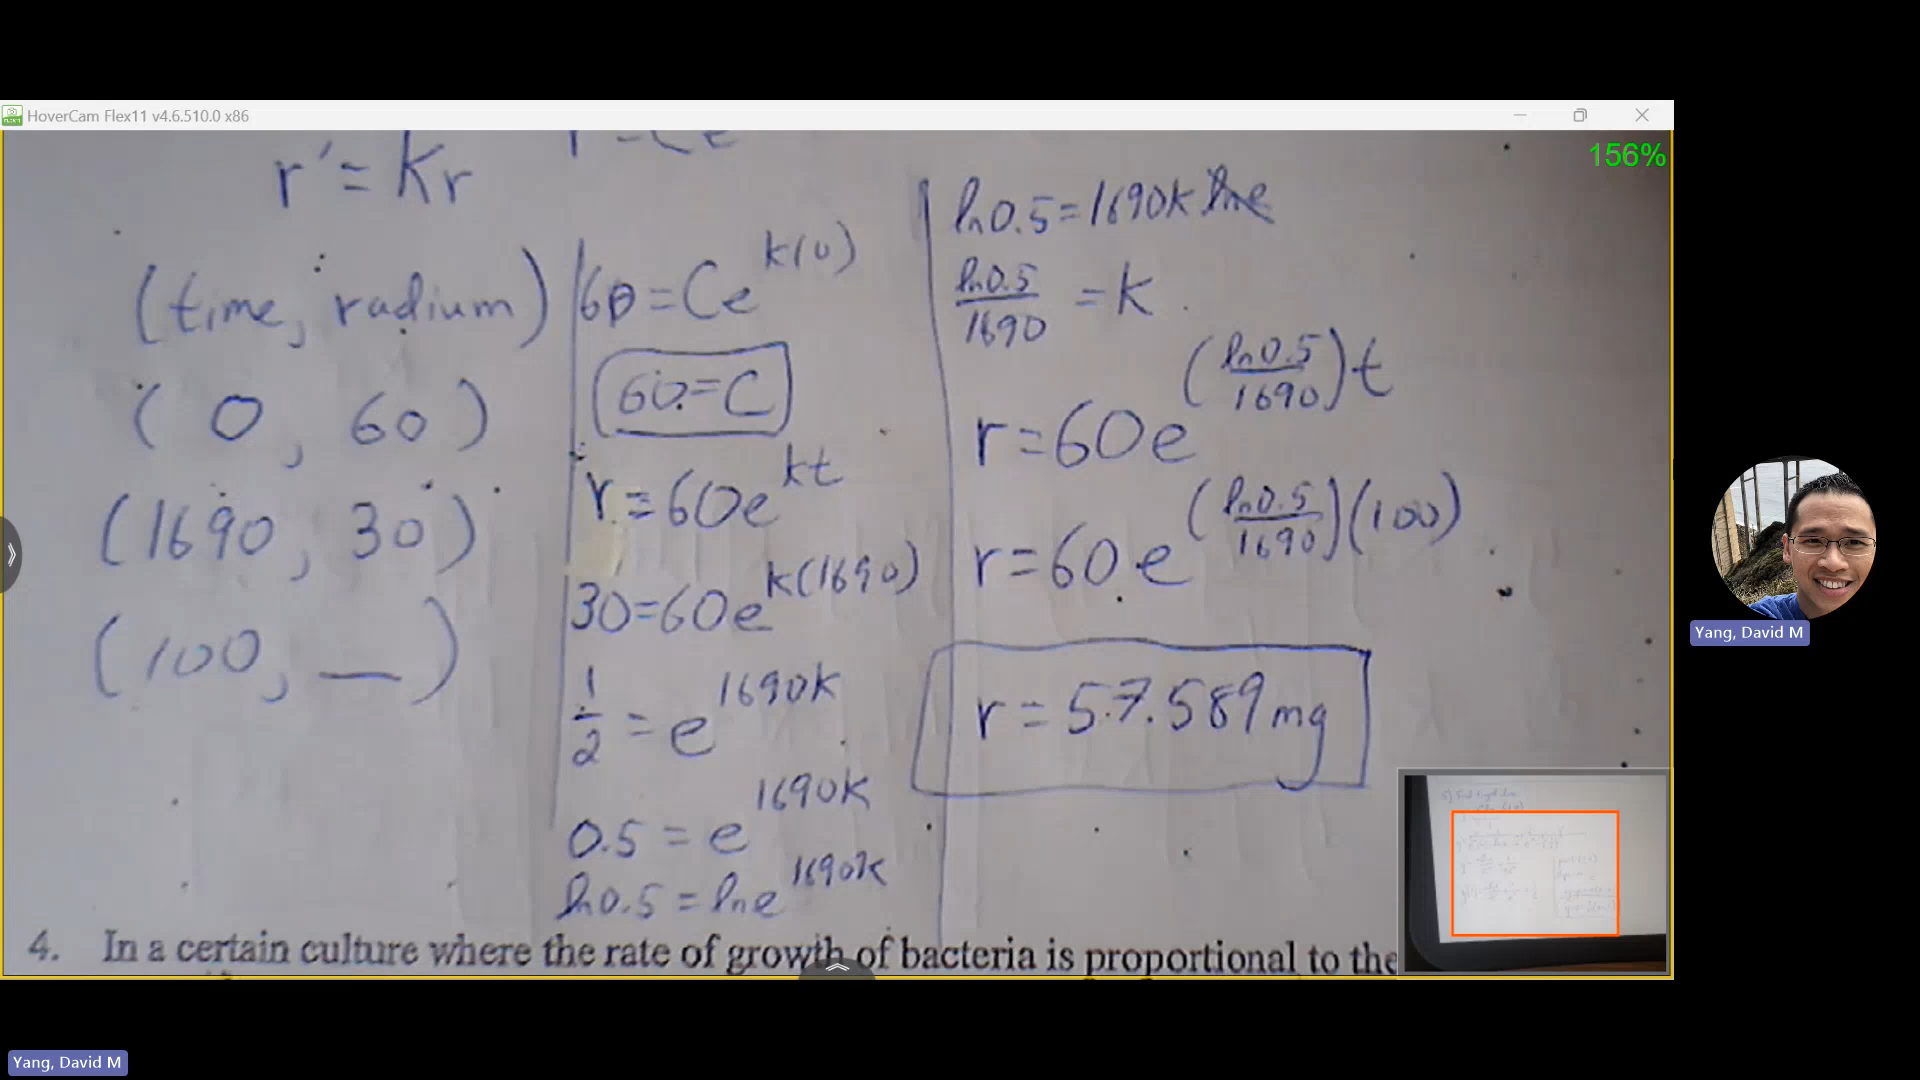 HoverCam Flex11 v4.6.510.0 x86
156%
r' = Kr
(time, radium)
(0, 60)
(1690, 30)
(100, __)
60 = Ce^k(0)
60 = C
r = 60e^kt
30 = 60e^k(1690)
1/2 = e^1690k
0.5 = e^1690k
ln0.5 = lne^1690k
ln0.5 = 1690k lne
ln0.5/1690 = k
r = 60e^(ln0.5/1690)t
r = 60e^(ln0.5/1690)(100)
r = 57.589mg
4. In a certain culture where the rate of growth of bacteria is proportional to the
Yang, David M
Yang, David M